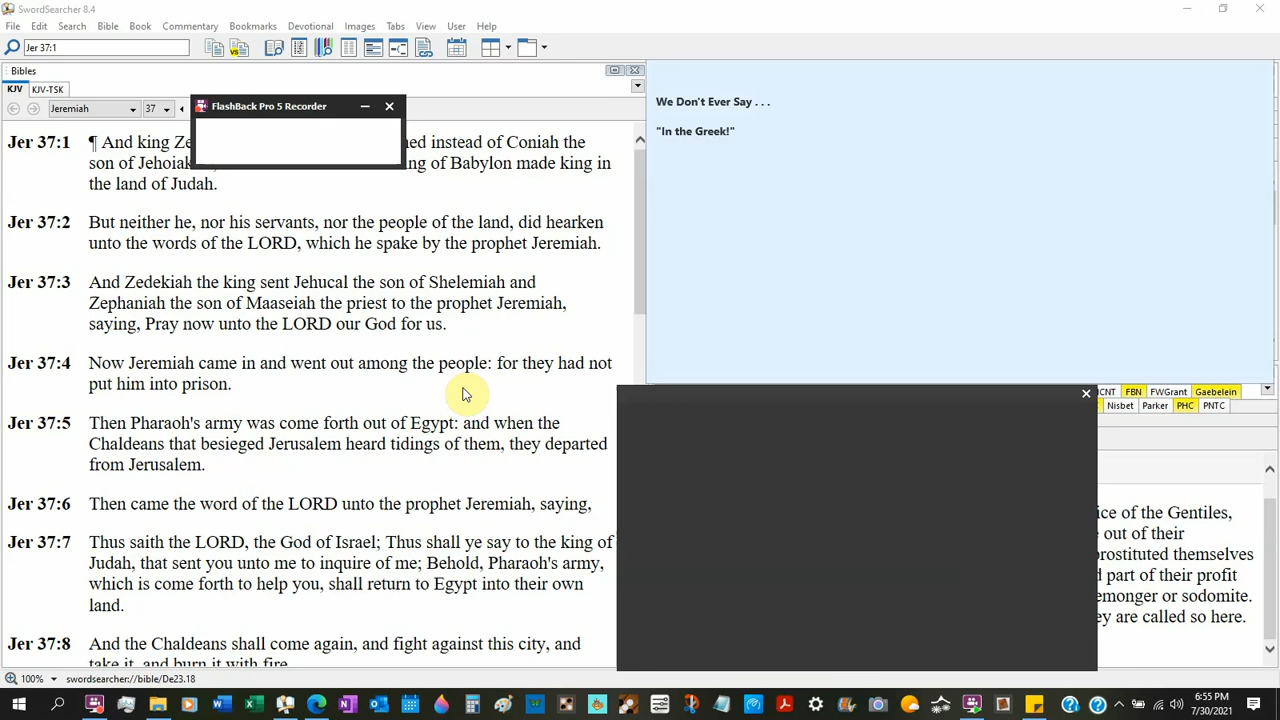 SwordSearcher 8.4
File Edit Search Bible Book Commentary Bookmarks Devotional Images Tabs View User Help
Jer 37:1
Bibles
KJV KJV-TSK
Jeremiah 37
FlashBack Pro 5 Recorder
Jer 37:1 ¶ And king instead of Coniah the
son of of Babylon made king in
the land of Judah.
Jer 37:2 But neither he, nor his servants, nor the people of the land, did hearken
unto the words of the LORD, which he spake by the prophet Jeremiah.
Jer 37:3 And Zedekiah the king sent Jehucal the son of Shelemiah and
Zephaniah the son of Maaseiah the priest to the prophet Jeremiah,
saying, Pray now unto the LORD our God for us.
Jer 37:4 Now Jeremiah came in and went out among the people: for they had not
put him into prison.
Jer 37:5 Then Pharaoh's army was come forth out of Egypt: and when the
Chaldeans that besieged Jerusalem heard tidings of them, they departed
from Jerusalem.
Jer 37:6 Then came the word of the LORD unto the prophet Jeremiah, saying,
Jer 37:7 Thus saith the LORD, the God of Israel; Thus shall ye say to the king of
Judah, that sent you unto me to inquire of me; Behold, Pharaoh's army,
which is come forth to help you, shall return to Egypt into their own
land.
Jer 37:8 And the Chaldeans shall come again, and fight against this city, and
take it, and burn it with fire.
We Don't Ever Say . . .
"In the Greek!"
FBN FWGrant Gaebelein
Nisbet Parker PHC PNTC
of the Gentiles,
out of their
prostituted themselves
part of their profit
or sodomite.
are called so here.
100% swordsearcher://bible/De23.18
6:55 PM
7/30/2021